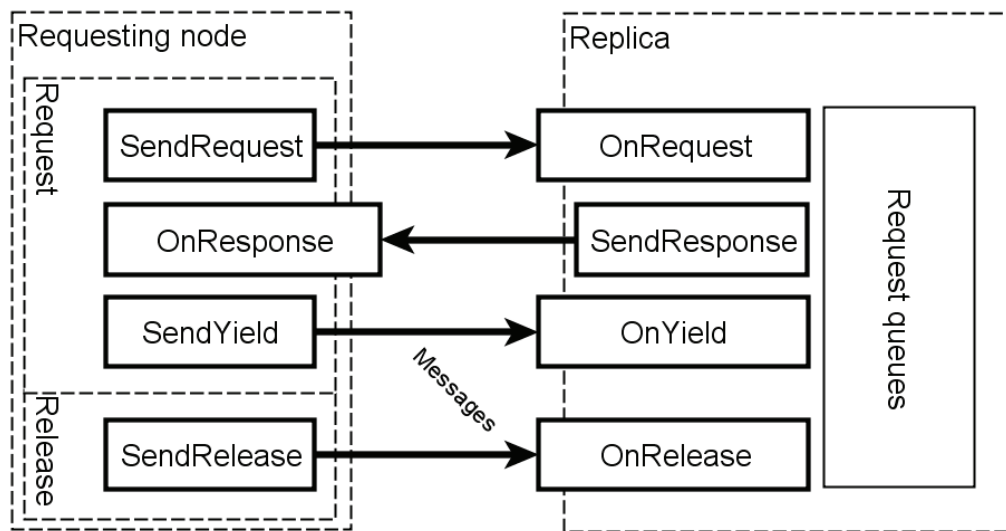 Requesting node
Replica
Request
SendRequest
OnRequest
OnResponse
SendResponse
SendYield
OnYield
Messages
Release
SendRelease
OnRelease
Request queues